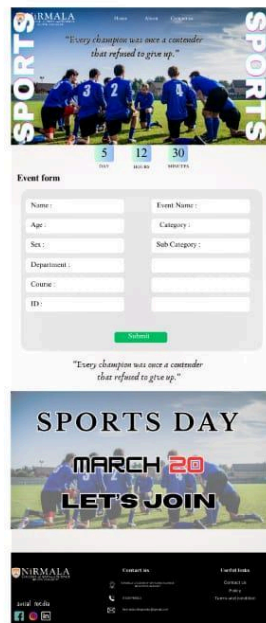 NIRMALA
Home About Contact us
SPORTS
SPORTS
"Every champion was once a contender
that refused to give up."
5 12 30
DAY HOURS MINUTES
Event form
Name : Event Name :
Age : Category :
Sex : Sub Category :
Department :
Course :
ID :
Submit
"Every champion was once a contender
that refused to give up."
SPORTS DAY
MARCH 20
LET'S JOIN
NIRMALA
Contact us
Useful links
Contact us
Policy
Terms and condition
social media